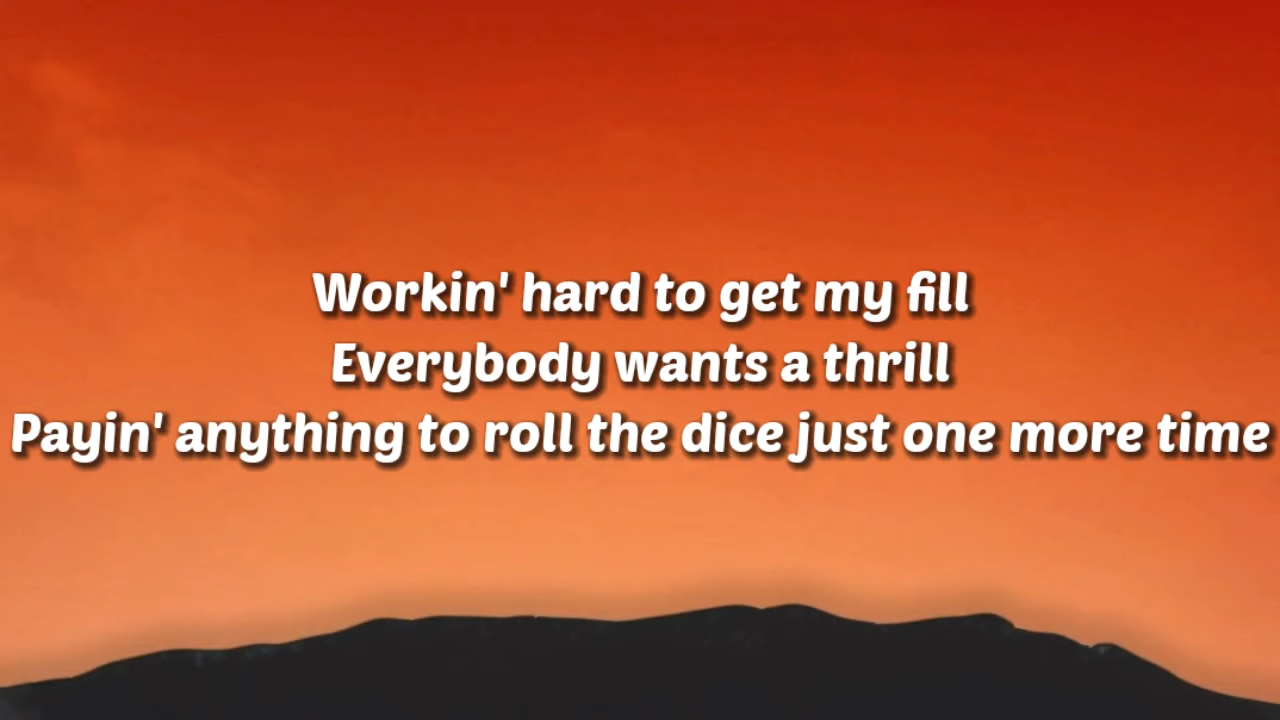 Workin' hard to get my fill
Everybody wants a thrill
Payin' anything to roll the dice just one more time